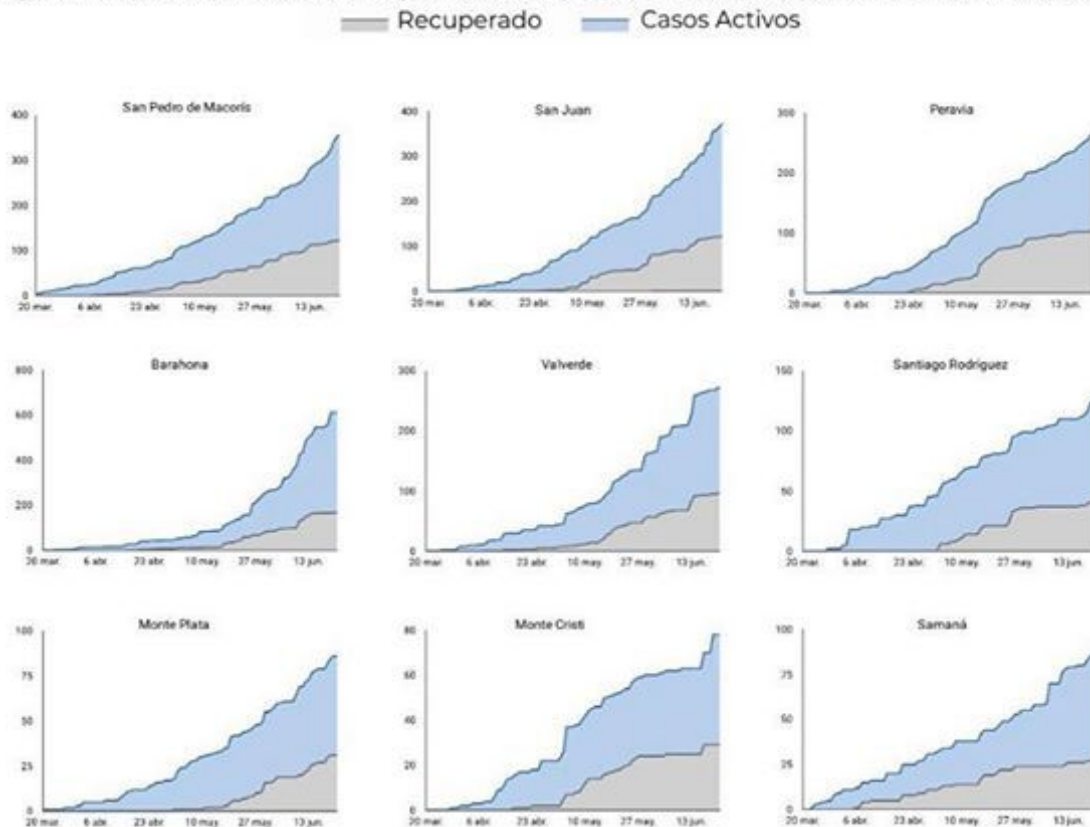 Recuperado Casos Activos
San Pedro de Macorís
400
300
200
100
0
20 mar. 6 abr. 23 abr. 10 may. 27 may. 13 jun.
San Juan
400
300
200
100
0
20 mar. 6 abr. 23 abr. 10 may. 27 may. 13 jun.
Peravia
300
200
100
0
20 mar. 6 abr. 23 abr. 10 may. 27 may. 13 jun.
Barahona
800
600
400
200
0
20 mar. 6 abr. 23 abr. 10 may. 27 may. 13 jun.
Valverde
300
200
100
0
20 mar. 6 abr. 23 abr. 10 may. 27 may. 13 jun.
Santiago Rodríguez
150
100
50
0
20 mar. 6 abr. 23 abr. 10 may. 27 may. 13 jun.
Monte Plata
100
75
50
25
0
20 mar. 6 abr. 23 abr. 10 may. 27 may. 13 jun.
Monte Cristi
80
60
40
20
0
20 mar. 6 abr. 23 abr. 10 may. 27 may. 13 jun.
Samaná
100
75
50
25
0
20 mar. 6 abr. 23 abr. 10 may. 27 may. 13 jun.